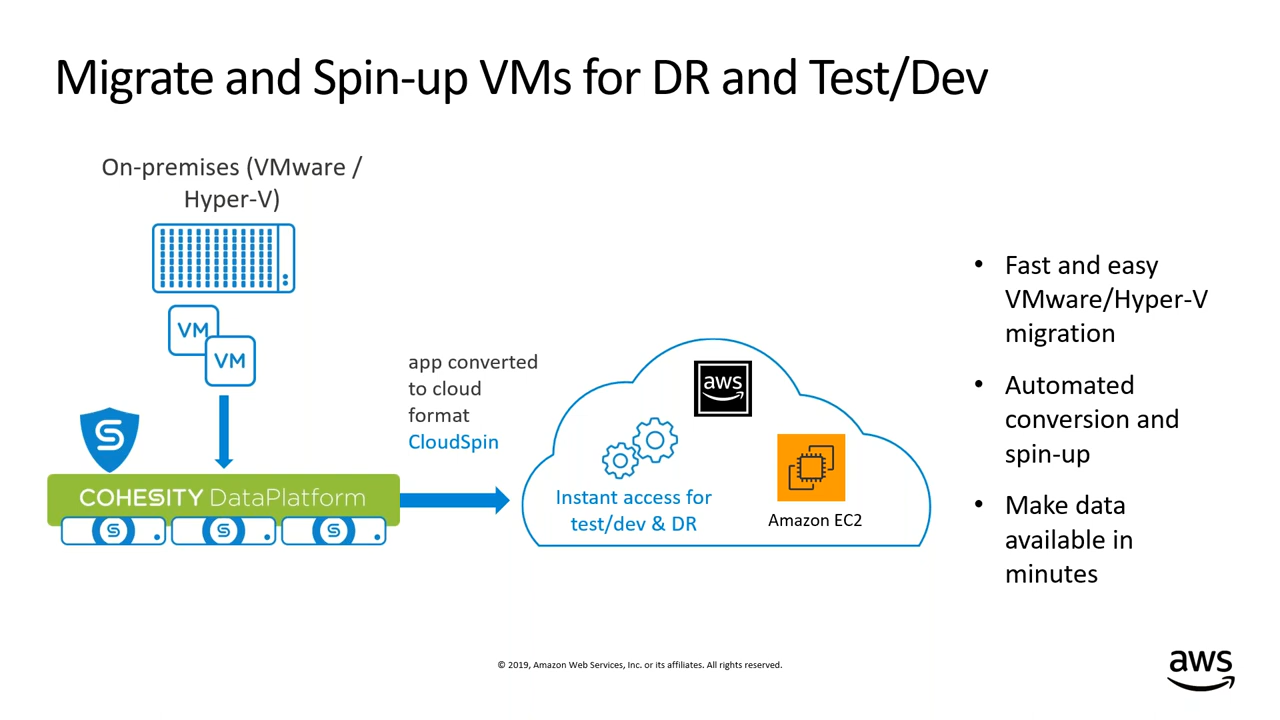 Migrate and Spin-up VMs for DR and Test/Dev
On-premises (VMware /
Hyper-V)
VM
VM
app converted
to cloud
format
CloudSpin
COHESITY DataPlatform
aws
Instant access for
test/dev & DR
Amazon EC2
• Fast and easy
VMware/Hyper-V
migration
• Automated
conversion and
spin-up
• Make data
available in
minutes
© 2019, Amazon Web Services, Inc. or its affiliates. All rights reserved.
aws